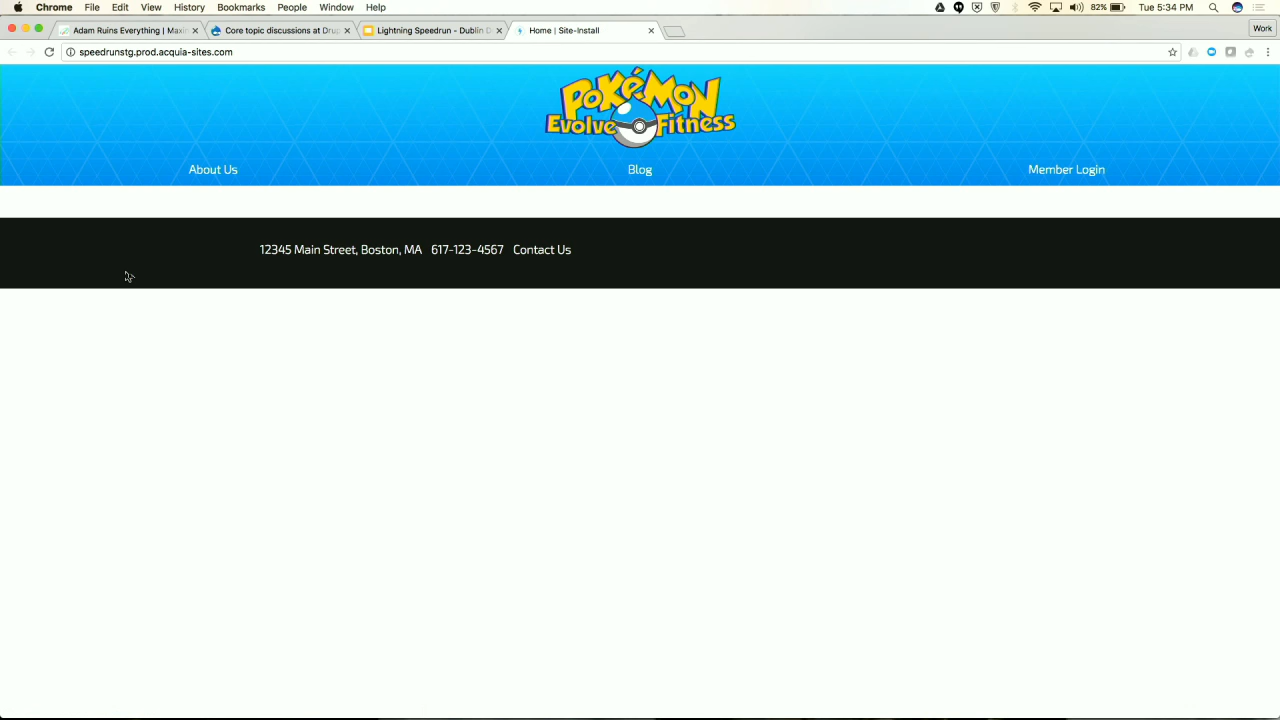 Chrome File Edit View History Bookmarks People Window Help 82% Tue 5:34 PM
Adam Ruins Everything | Maxi Core topic discussions at Dru Lightning Speedrun - Dublin D Home | Site-Install Work
speedrunstg.prod.acquia-sites.com
POKéMON
Evolve Fitness
About Us Blog Member Login
12345 Main Street, Boston, MA 617-123-4567 Contact Us